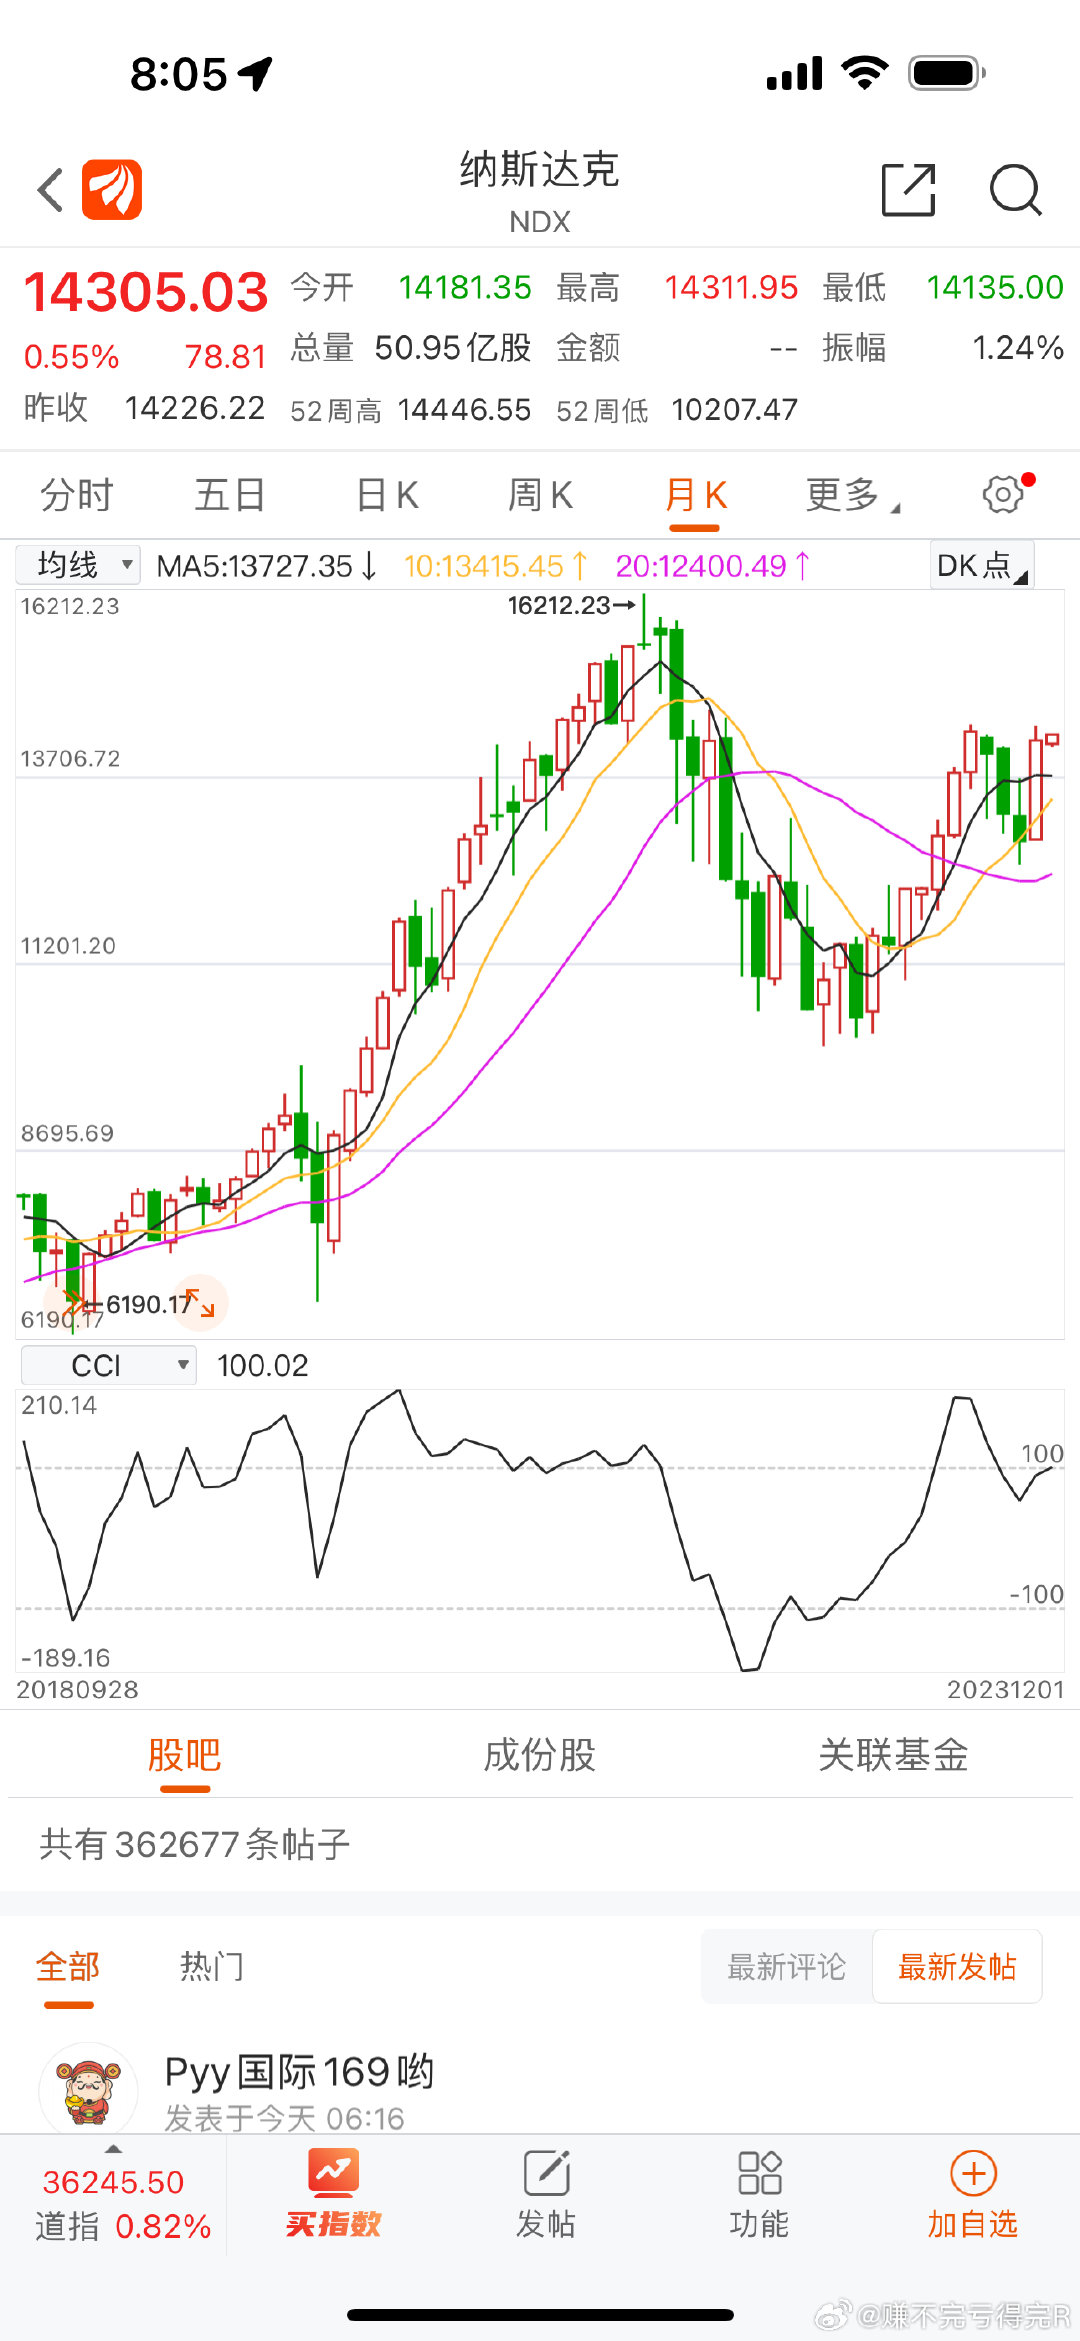 8:05
纳斯达克
NDX
14305.03 今开 14181.35 最高 14311.95 最低 14135.00
0.55% 78.81 总量 50.95亿股 金额 -- 振幅 1.24%
昨收 14226.22 52周高 14446.55 52周低 10207.47
分时 五日 日K 周K 月K 更多
均线 MA5:13727.35↓ 10:13415.45↑ 20:12400.49↑ DK点
16212.23 16212.23→
13706.72
11201.20
8695.69
←6190.17
6190.17
CCI 100.02
210.14
100
-100
-189.16
20180928 20231201
股吧 成份股 关联基金
共有362677条帖子
全部 热门 最新评论 最新发帖
Pyy国际169哟
发表于今天 06:16
36245.50
道指 0.82% 买指数 发帖 功能 加自选
@赚不完亏得完R